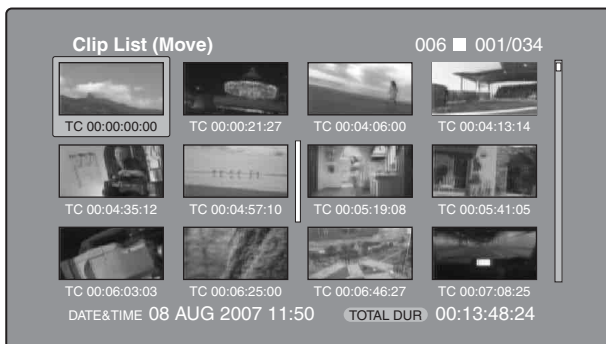 Clip List (Move) 006 001/034
TC 00:00:00:00 TC 00:00:21:27 TC 00:04:06:00 TC 00:04:13:14
TC 00:04:35:12 TC 00:04:57:10 TC 00:05:19:08 TC 00:05:41:05
TC 00:06:03:03 TC 00:06:25:00 TC 00:06:46:27 TC 00:07:08:25
DATE&TIME 08 AUG 2007 11:50 TOTAL DUR 00:13:48:24